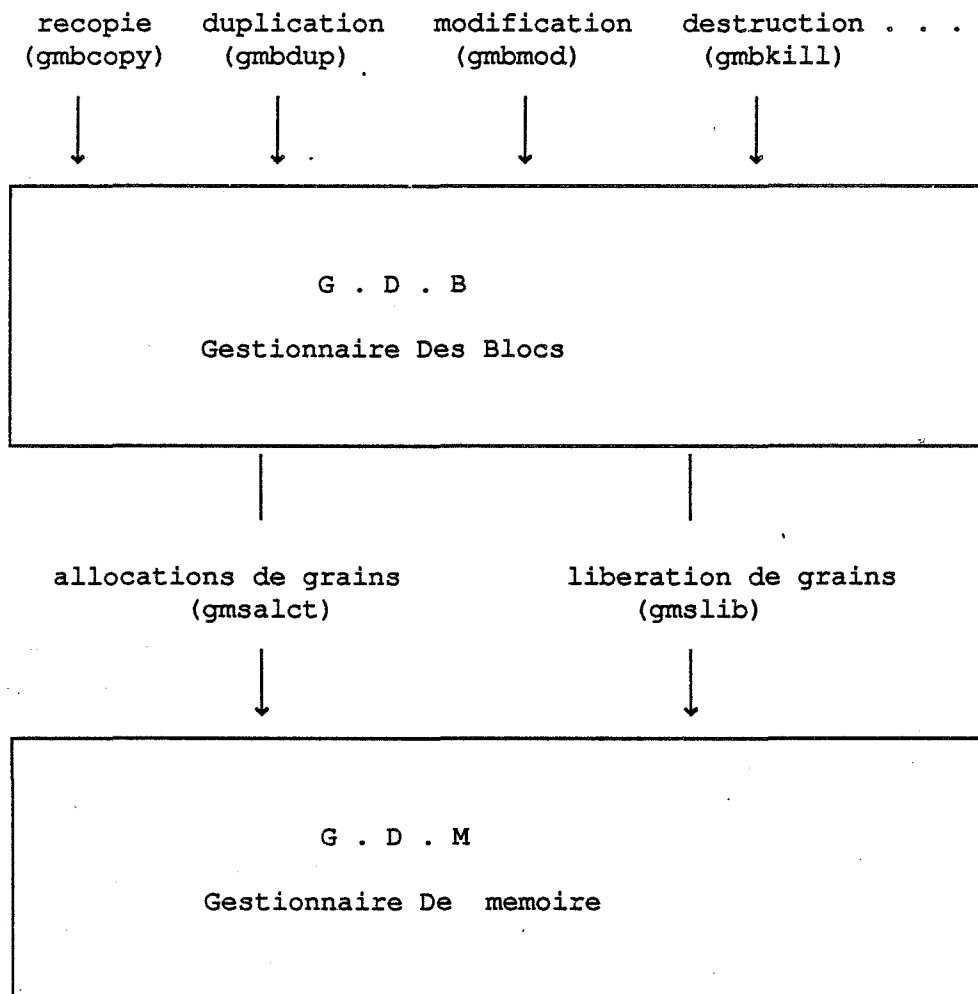 recopie duplication modification destruction . . .
(gmbcopy) (gmbdup) (gmbmod) (gmbkill)
G . D . B
Gestionnaire Des Blocs
allocations de grains liberation de grains
(gmsalct) (gmslib)
G . D . M
Gestionnaire De memoire